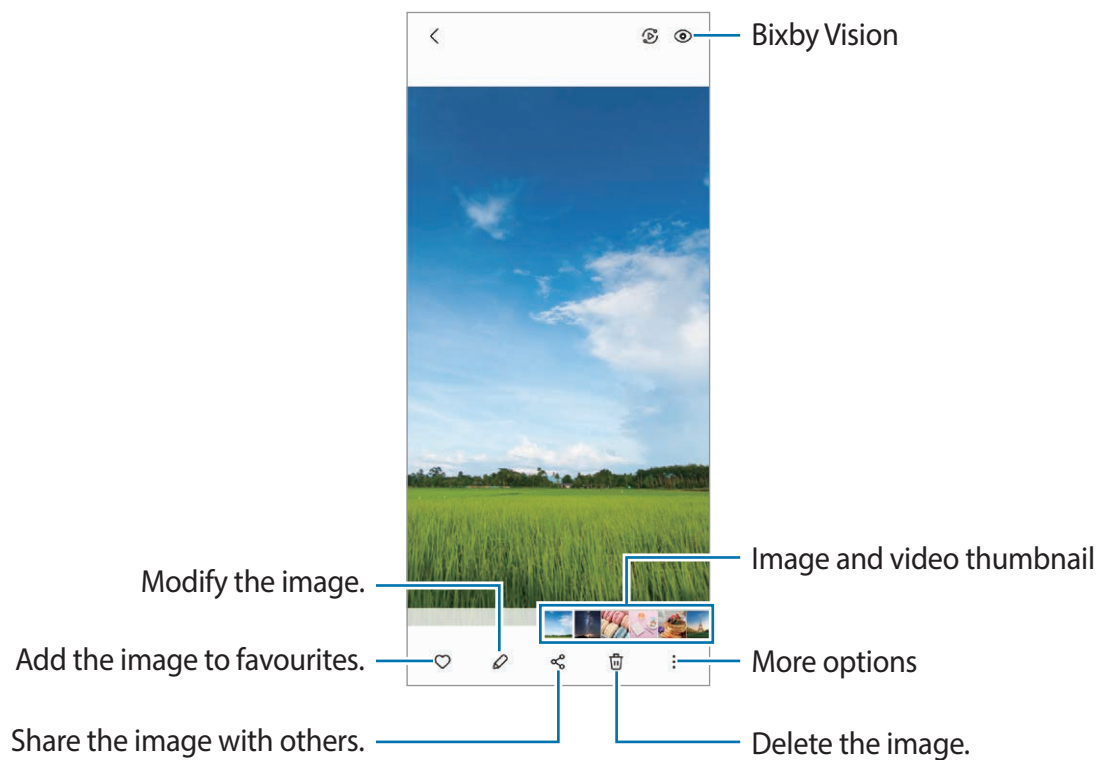 Bixby Vision
Image and video thumbnail
Modify the image.
Add the image to favourites.
More options
Share the image with others.
Delete the image.